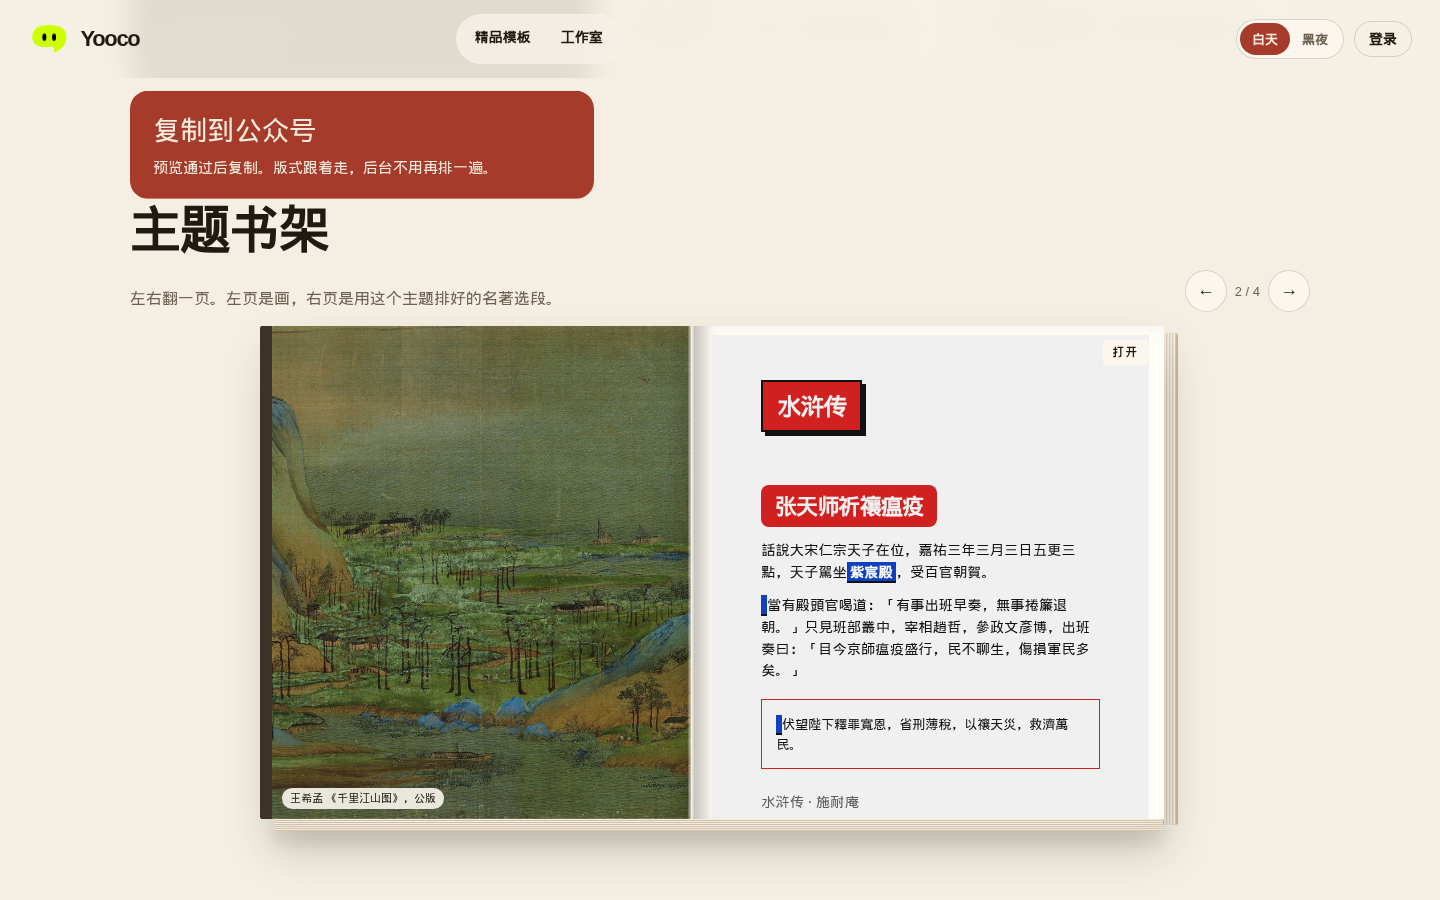 Yooco
精品模板
工作室
白天
黑夜
登录
复制到公众号
预览通过后复制。版式跟着走，后台不用再排一遍。
主题书架
左右翻一页。左页是画，右页是用这个主题排好的名著选段。
←
2 / 4
→
打开
水浒传
张天师祈禳瘟疫
話說大宋仁宗天子在位，嘉祐三年三月三日五更三
點，天子駕坐紫宸殿，受百官朝賀。
當有殿頭官喝道：「有事出班早奏，無事捲簾退
朝。」只見班部叢中，宰相趙哲，參政文彥博，出班
奏曰：「目今京師瘟疫盛行，民不聊生，傷損軍民多
矣。」
伏望陛下釋罪寬恩，省刑薄稅，以禳天災，救濟萬
民。
水浒传 · 施耐庵
王希孟《千里江山图》，公版